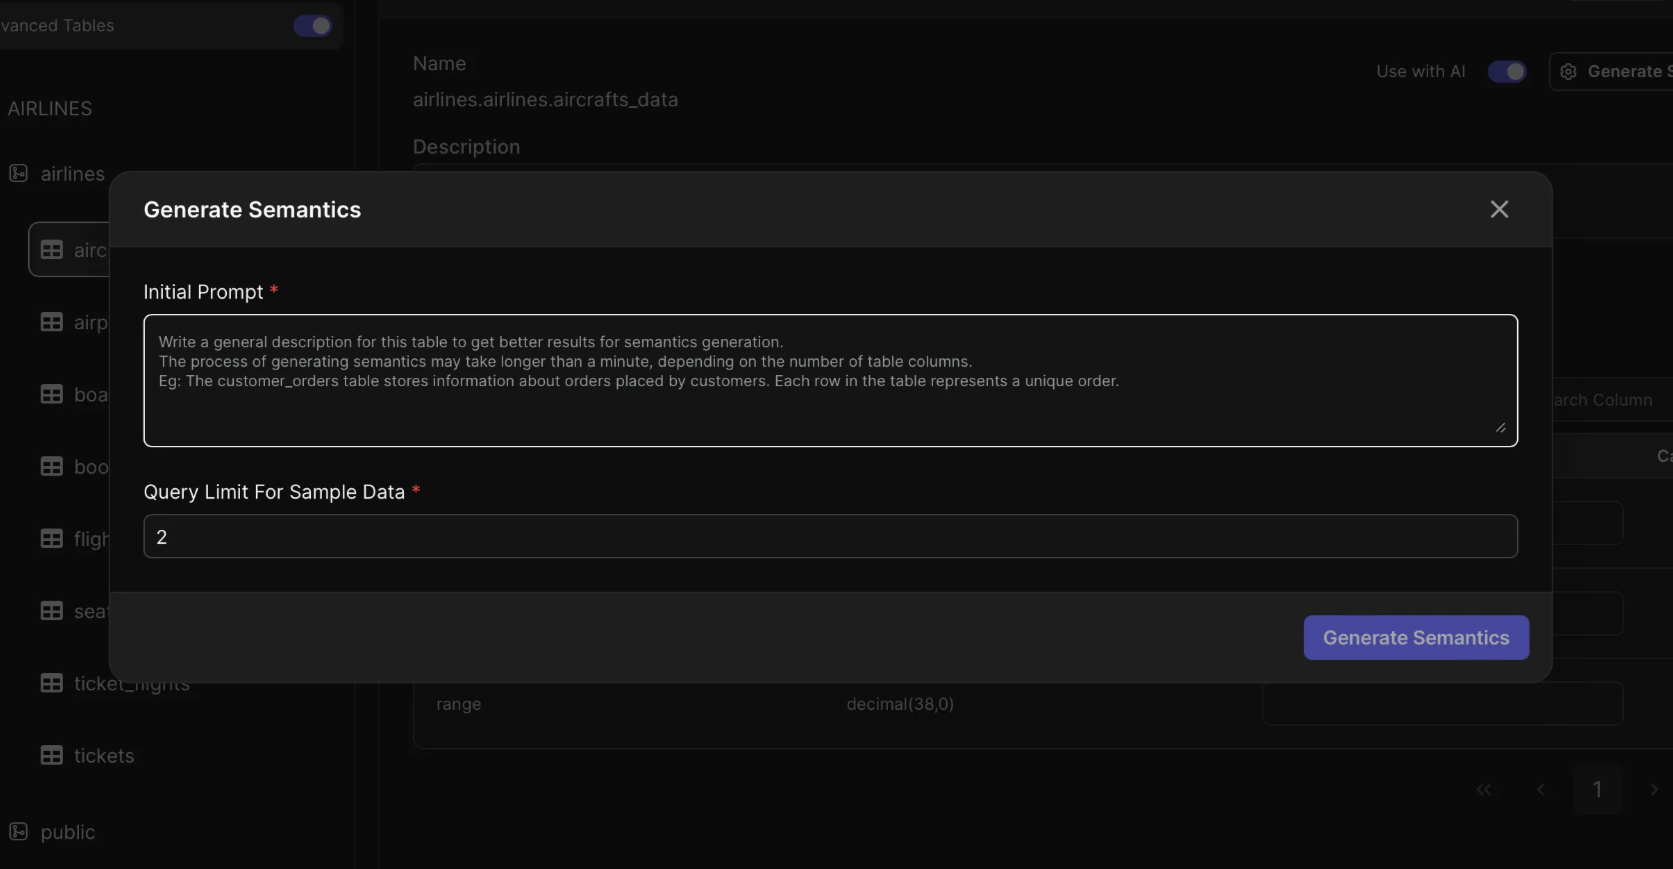 vanced Tables
AIRLINES
airlines
airc
airp
boa
boo
fligh
sea
ticket_flights
tickets
public
Name
airlines.airlines.aircrafts_data
Use with AI
Generate S
Description
Generate Semantics
Initial Prompt *
Write a general description for this table to get better results for semantics generation.
The process of generating semantics may take longer than a minute, depending on the number of table columns.
Eg: The customer_orders table stores information about orders placed by customers. Each row in the table represents a unique order.
Query Limit For Sample Data *
2
Generate Semantics
arch Column
Ca
range decimal(38,0)
1